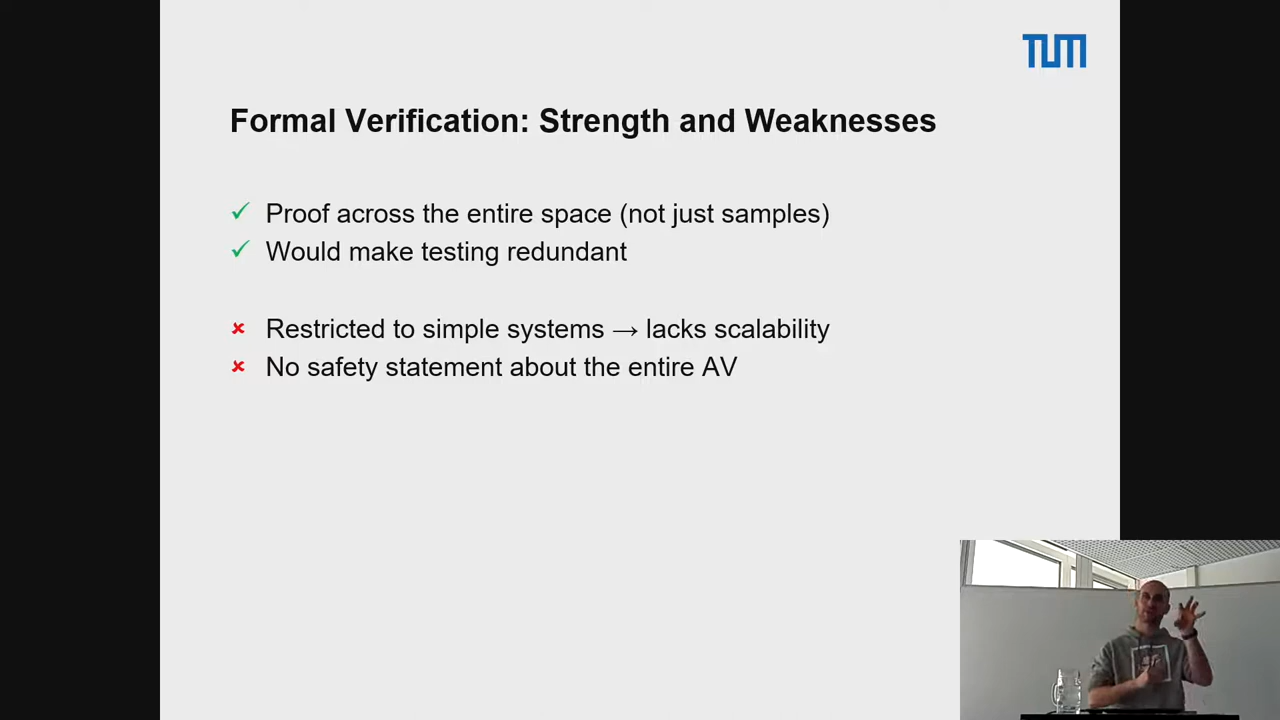 TUM
Formal Verification: Strength and Weaknesses
✓ Proof across the entire space (not just samples)
✓ Would make testing redundant
✗ Restricted to simple systems → lacks scalability
✗ No safety statement about the entire AV